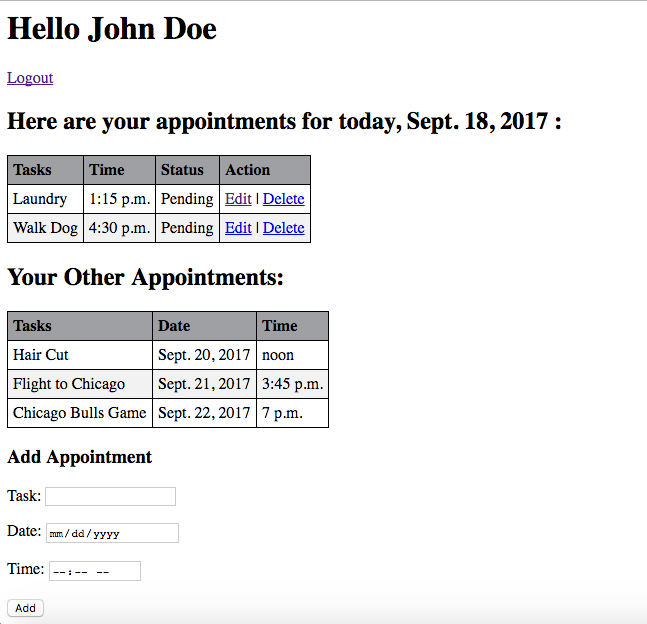 Hello John Doe
Logout
Here are your appointments for today, Sept. 18, 2017 :
Tasks Time Status Action
Laundry 1:15 p.m. Pending Edit | Delete
Walk Dog 4:30 p.m. Pending Edit | Delete
Your Other Appointments:
Tasks Date Time
Hair Cut Sept. 20, 2017 noon
Flight to Chicago Sept. 21, 2017 3:45 p.m.
Chicago Bulls Game Sept. 22, 2017 7 p.m.
Add Appointment
Task:
Date: mm/dd/yyyy
Time: --:-- --
Add